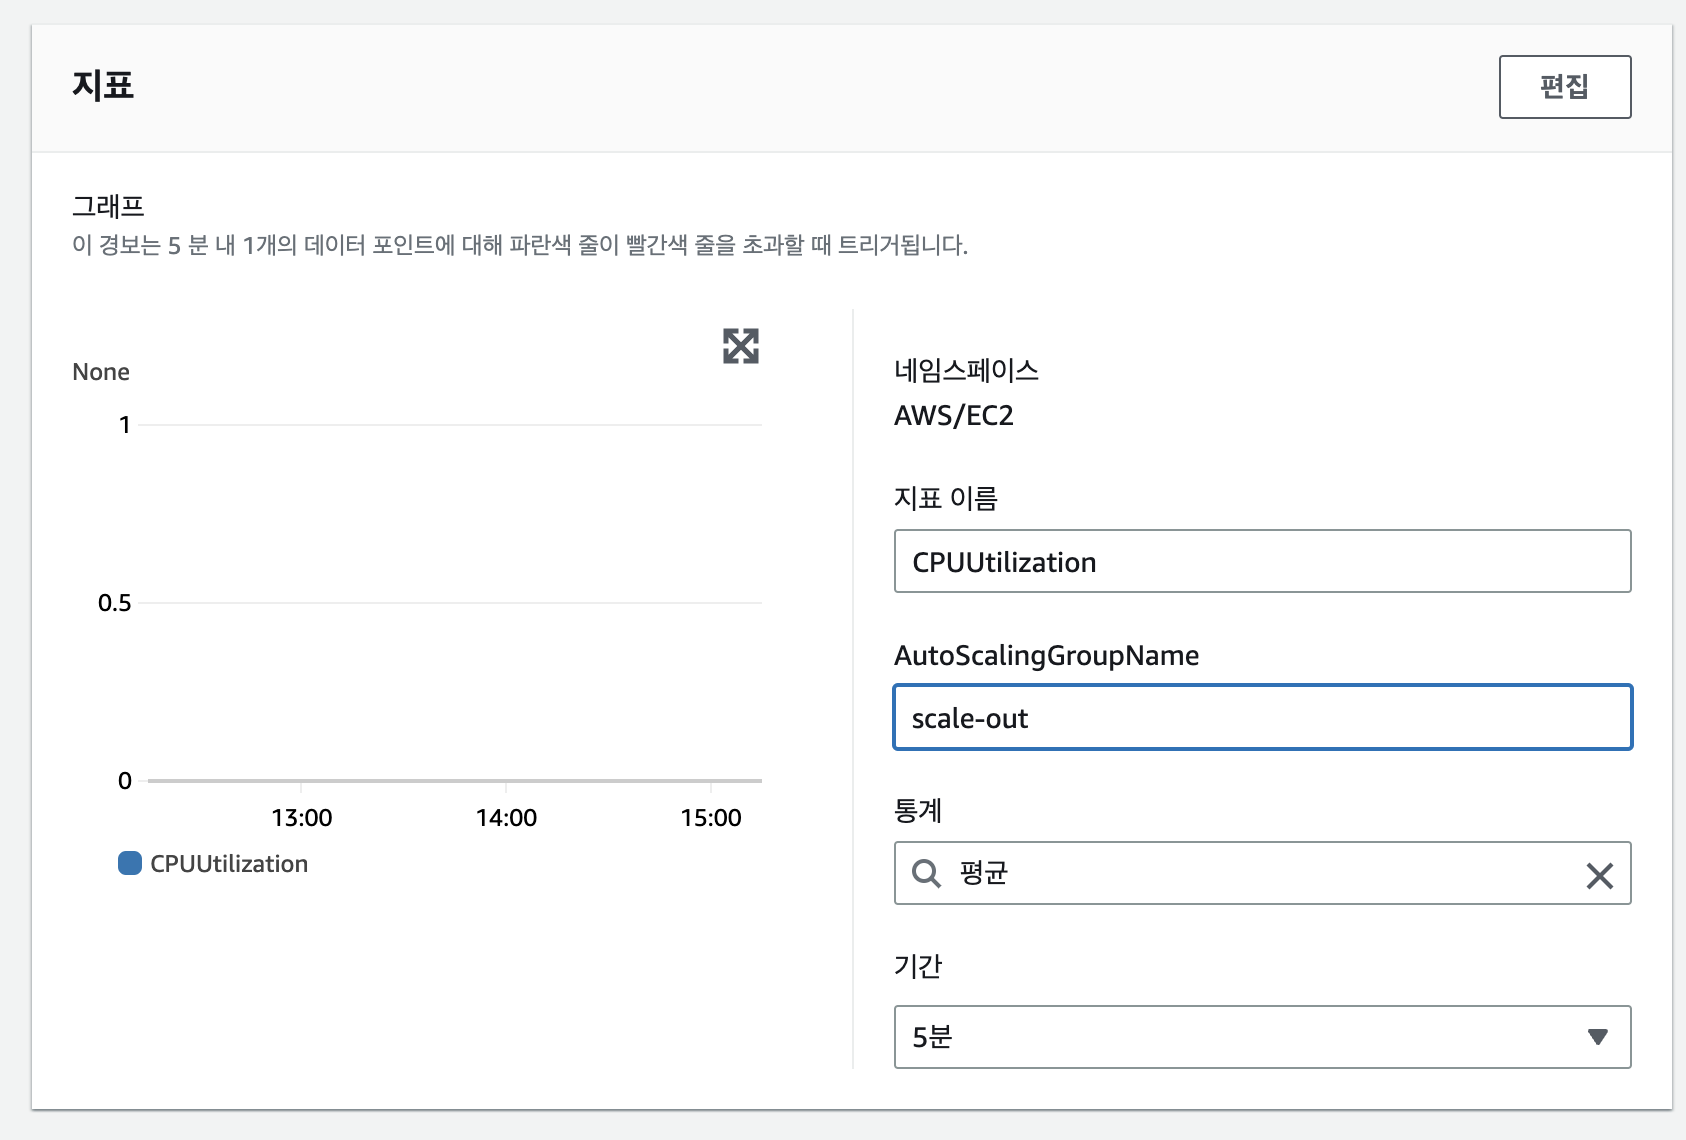 지표
편집
그래프
이 경보는 5 분 내 1개의 데이터 포인트에 대해 파란색 줄이 빨간색 줄을 초과할 때 트리거됩니다.
None
1
0.5
0
13:00 14:00 15:00
CPUUtilization
네임스페이스
AWS/EC2
지표 이름
CPUUtilization
AutoScalingGroupName
scale-out
통계
평균
기간
5분